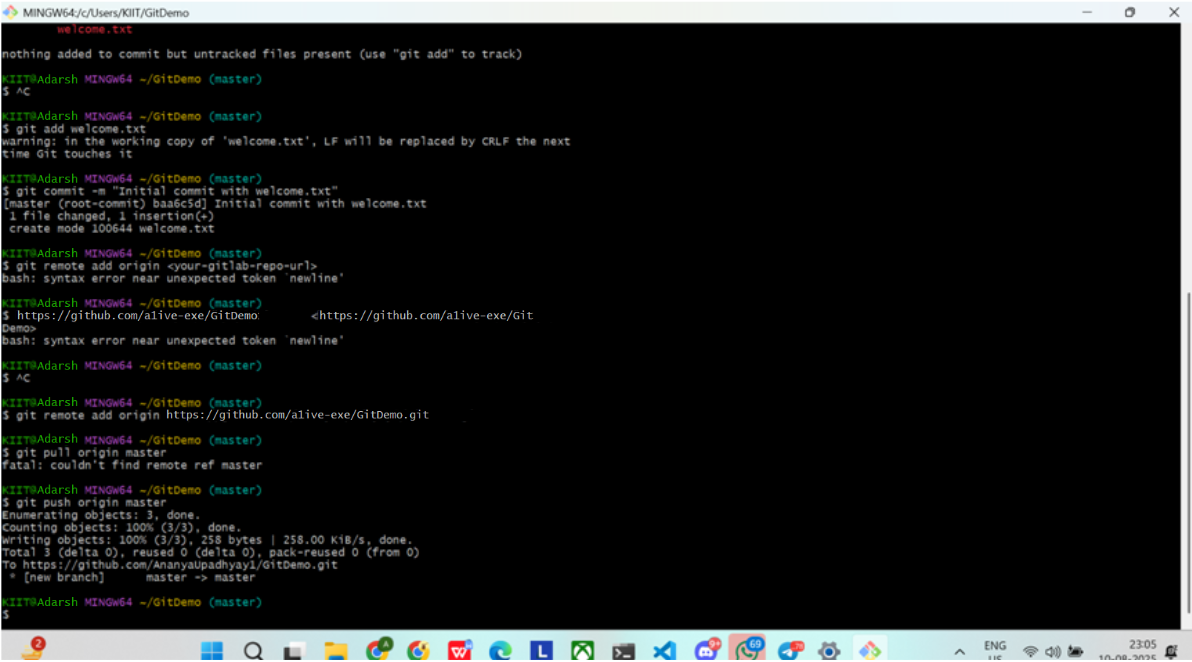 MINGW64:/c/Users/KIIT/GitDemo
welcome.txt
nothing added to commit but untracked files present (use "git add" to track)
KIIT@Adarsh MINGW64 ~/GitDemo (master)
$ ^C
KIIT@Adarsh MINGW64 ~/GitDemo (master)
$ git add welcome.txt
warning: in the working copy of 'welcome.txt', LF will be replaced by CRLF the next
time Git touches it
KIIT@Adarsh MINGW64 ~/GitDemo (master)
$ git commit -m "Initial commit with welcome.txt"
[master (root-commit) baa6c5d] Initial commit with welcome.txt
1 file changed, 1 insertion(+)
create mode 100644 welcome.txt
KIIT@Adarsh MINGW64 ~/GitDemo (master)
$ git remote add origin <your-gitlab-repo-url>
bash: syntax error near unexpected token `newline'
KIIT@Adarsh MINGW64 ~/GitDemo (master)
$ https://github.com/a1ive-exe/GitDemo <https://github.com/a1ive-exe/Git
Demo>
bash: syntax error near unexpected token `newline'
KIIT@Adarsh MINGW64 ~/GitDemo (master)
$ ^C
KIIT@Adarsh MINGW64 ~/GitDemo (master)
$ git remote add origin https://github.com/a1ive-exe/GitDemo.git
KIIT@Adarsh MINGW64 ~/GitDemo (master)
$ git pull origin master
fatal: couldn't find remote ref master
KIIT@Adarsh MINGW64 ~/GitDemo (master)
$ git push origin master
Enumerating objects: 3, done.
Counting objects: 100% (3/3), done.
Writing objects: 100% (3/3), 258 bytes | 258.00 KiB/s, done.
Total 3 (delta 0), reused 0 (delta 0), pack-reused 0 (from 0)
To https://github.com/AnanyaUpadhyay1/GitDemo.git
* [new branch] master -> master
KIIT@Adarsh MINGW64 ~/GitDemo (master)
$
2
A
L
9+
69
ENG
US
23:05
10-08-2025